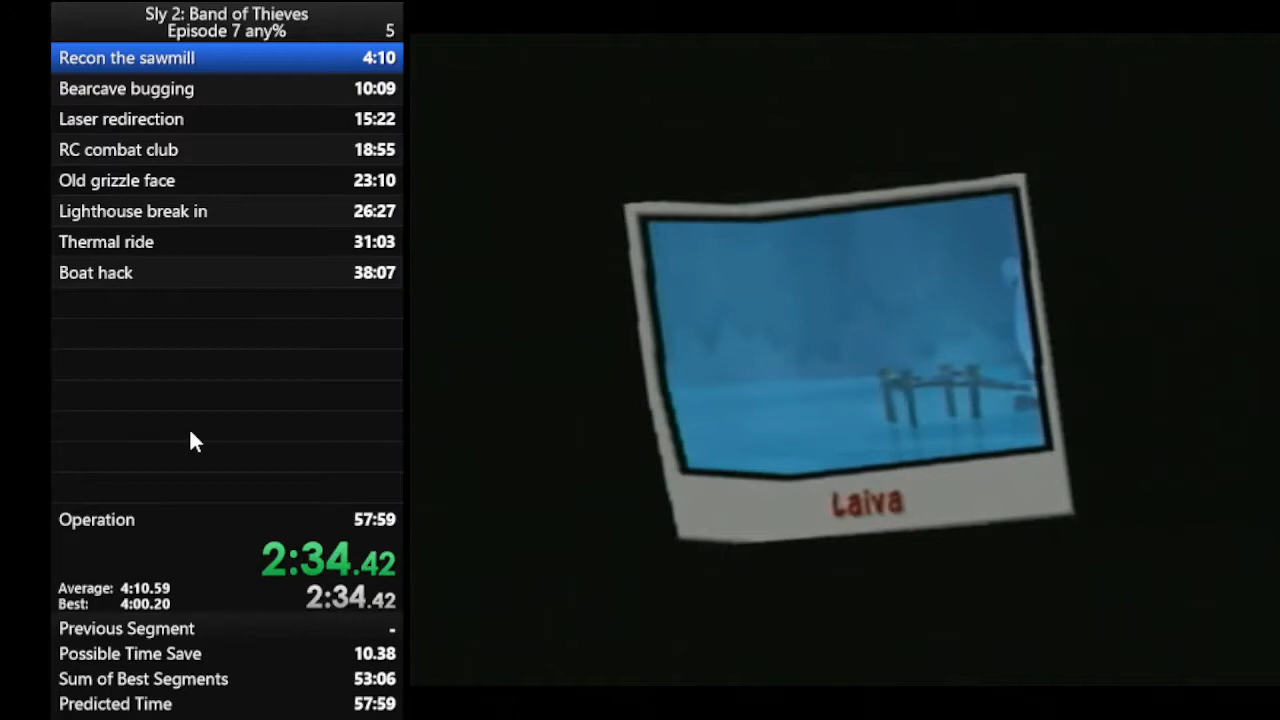 Sly 2: Band of Thieves
Episode 7 any% 5
Recon the sawmill 4:10
Bearcave bugging 10:09
Laser redirection 15:22
RC combat club 18:55
Old grizzle face 23:10
Lighthouse break in 26:27
Thermal ride 31:03
Boat hack 38:07
Operation 57:59
2:34.42
Average: 4:10.59
Best: 4:00.20
2:34.42
Previous Segment -
Possible Time Save 10.38
Sum of Best Segments 53:06
Predicted Time 57:59
Laiva